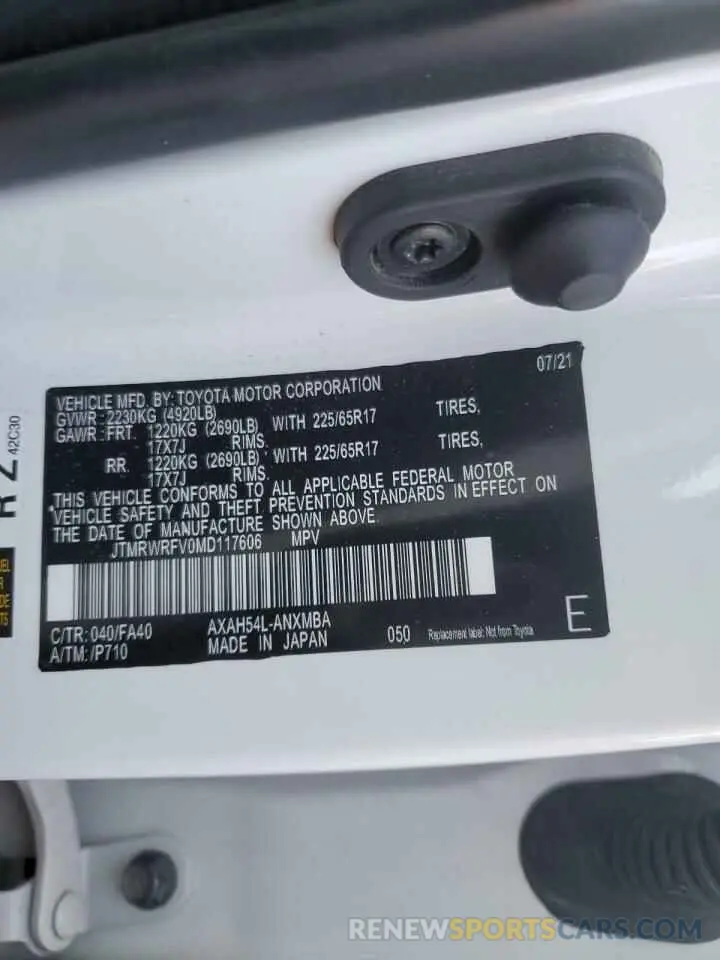 07/21
VEHICLE MFD. BY: TOYOTA MOTOR CORPORATION
GVWR: 2230KG (4920LB)
GAWR: FRT. 1220KG (2690LB) WITH 225/65R17 TIRES,
17X7J RIMS.
RR. 1220KG (2690LB) WITH 225/65R17 TIRES,
17X7J RIMS.
THIS VEHICLE CONFORMS TO ALL APPLICABLE FEDERAL MOTOR
VEHICLE SAFETY AND THEFT PREVENTION STANDARDS IN EFFECT ON
THE DATE OF MANUFACTURE SHOWN ABOVE.
JTMRWRFV0MD117606 MPV
C/TR: 040/FA40 AXAH54L-ANXMBA
A/TM: /P710 MADE IN JAPAN 050 Replacement label: Not from Toyota E
42C30
RENEWSPORTSCARS.COM